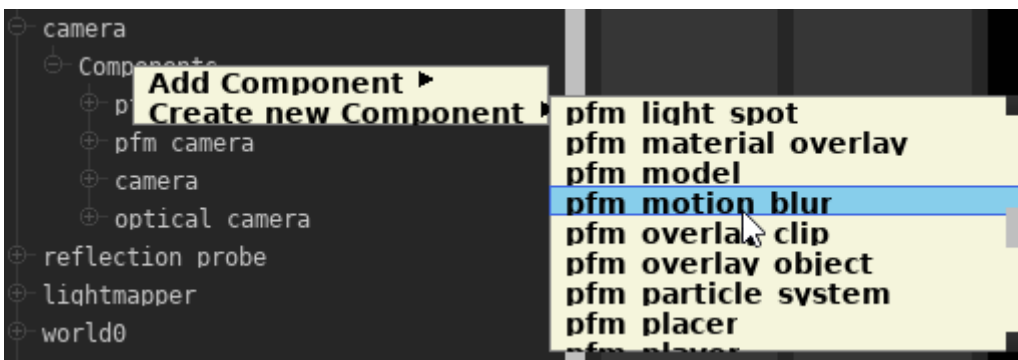 camera
Components
Add Component
Create new Component
pfm camera
camera
optical camera
reflection probe
lightmapper
world0
pfm light spot
pfm material overlay
pfm model
pfm motion blur
pfm overlay clip
pfm overlay object
pfm particle system
pfm placer
pfm player